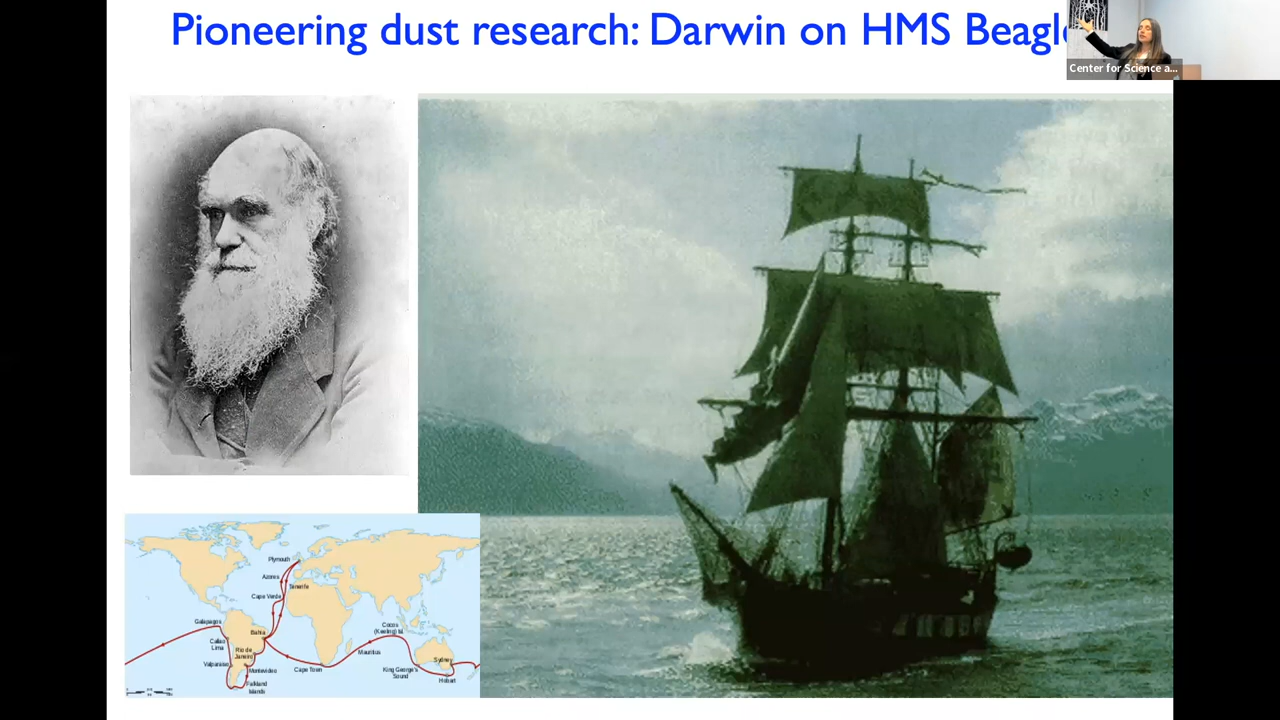 Pioneering dust research: Darwin on HMS Beagle
Center for Science a...
Plymouth
Azores
Tenerife
Cape Verde
Galapagos
Bahia
Callao
Lima
Rio de
Janeiro
Valparaiso
Montevideo
Falkland
Islands
Cape Town
Mauritius
Cocos
(Keeling) Isl.
King George's
Sound
Sydney
Hobart